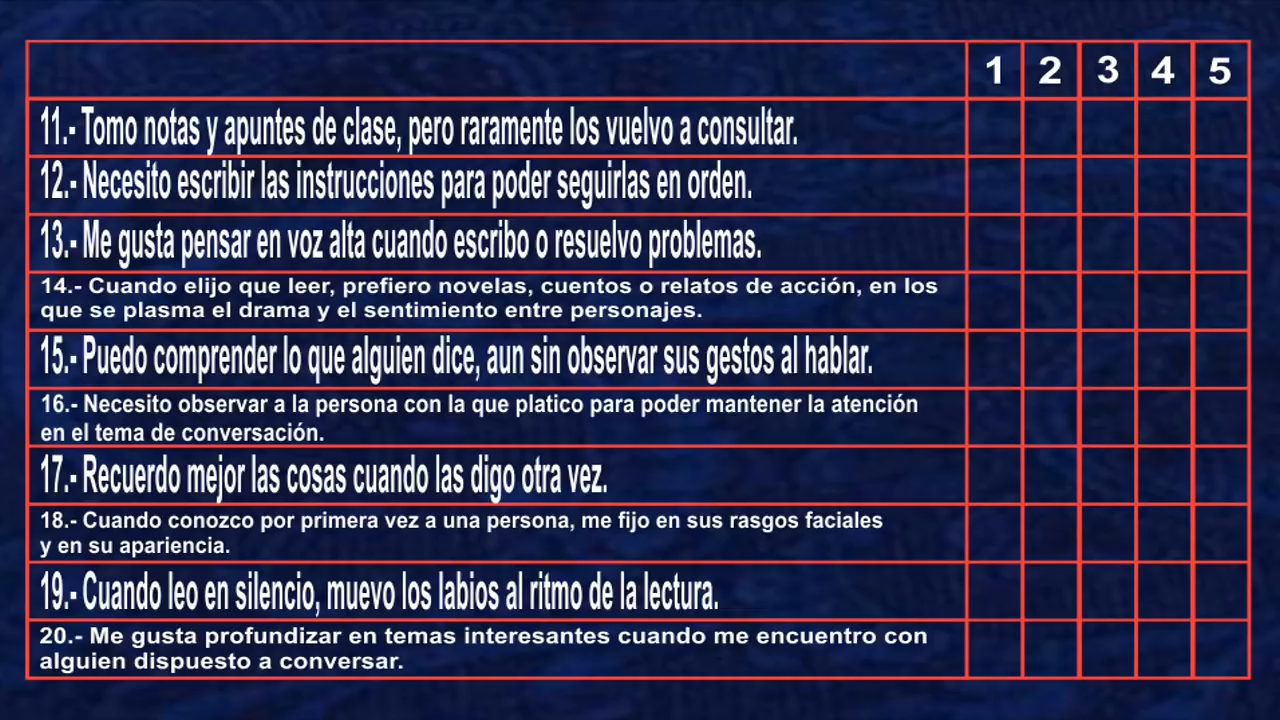 1 2 3 4 5
11.- Tomo notas y apuntes de clase, pero raramente los vuelvo a consultar.
12.- Necesito escribir las instrucciones para poder seguirlas en orden.
13.- Me gusta pensar en voz alta cuando escribo o resuelvo problemas.
14.- Cuando elijo que leer, prefiero novelas, cuentos o relatos de acción, en los
que se plasma el drama y el sentimiento entre personajes.
15.- Puedo comprender lo que alguien dice, aun sin observar sus gestos al hablar.
16.- Necesito observar a la persona con la que platico para poder mantener la atención
en el tema de conversación.
17.- Recuerdo mejor las cosas cuando las digo otra vez.
18.- Cuando conozco por primera vez a una persona, me fijo en sus rasgos faciales
y en su apariencia.
19.- Cuando leo en silencio, muevo los labios al ritmo de la lectura.
20.- Me gusta profundizar en temas interesantes cuando me encuentro con
alguien dispuesto a conversar.